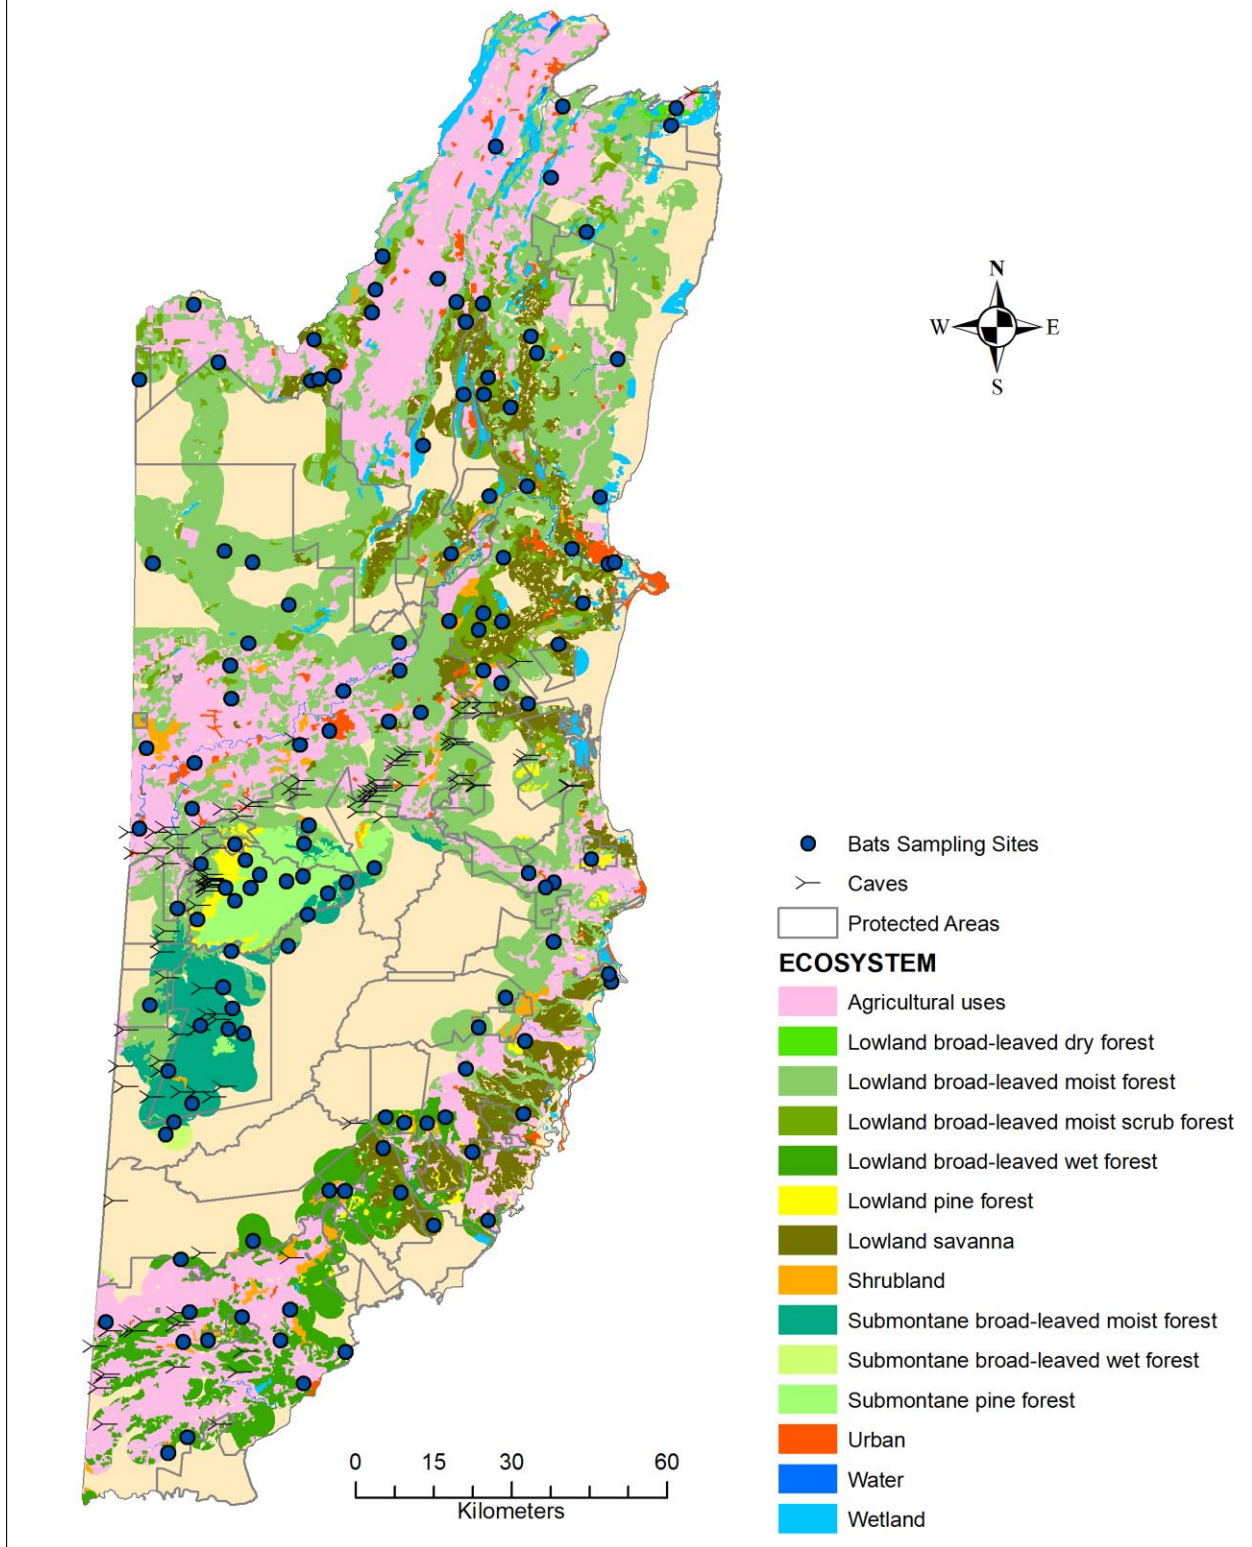 N
W E
S
Bats Sampling Sites
Caves
Protected Areas
ECOSYSTEM
Agricultural uses
Lowland broad-leaved dry forest
Lowland broad-leaved moist forest
Lowland broad-leaved moist scrub forest
Lowland broad-leaved wet forest
Lowland pine forest
Lowland savanna
Shrubland
Submontane broad-leaved moist forest
Submontane broad-leaved wet forest
Submontane pine forest
Urban
Water
Wetland
0 15 30 60
Kilometers